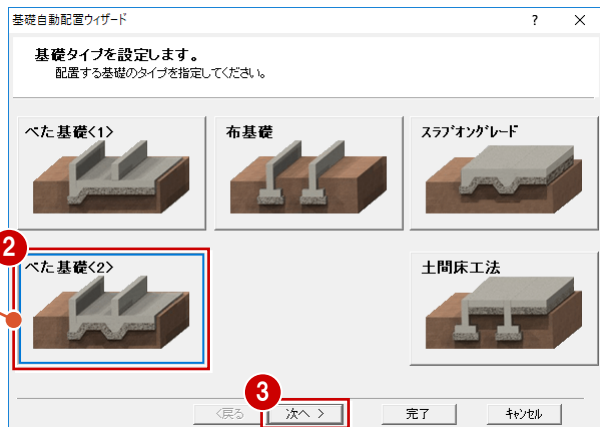 基礎自動配置ウィザード ? ×
基礎タイプを設定します。
配置する基礎のタイプを指定してください。
べた基礎<1>
布基礎
スラブオングレード
2
べた基礎<2>
土間床工法
3
<戻る
次へ >
完了
キャンセル